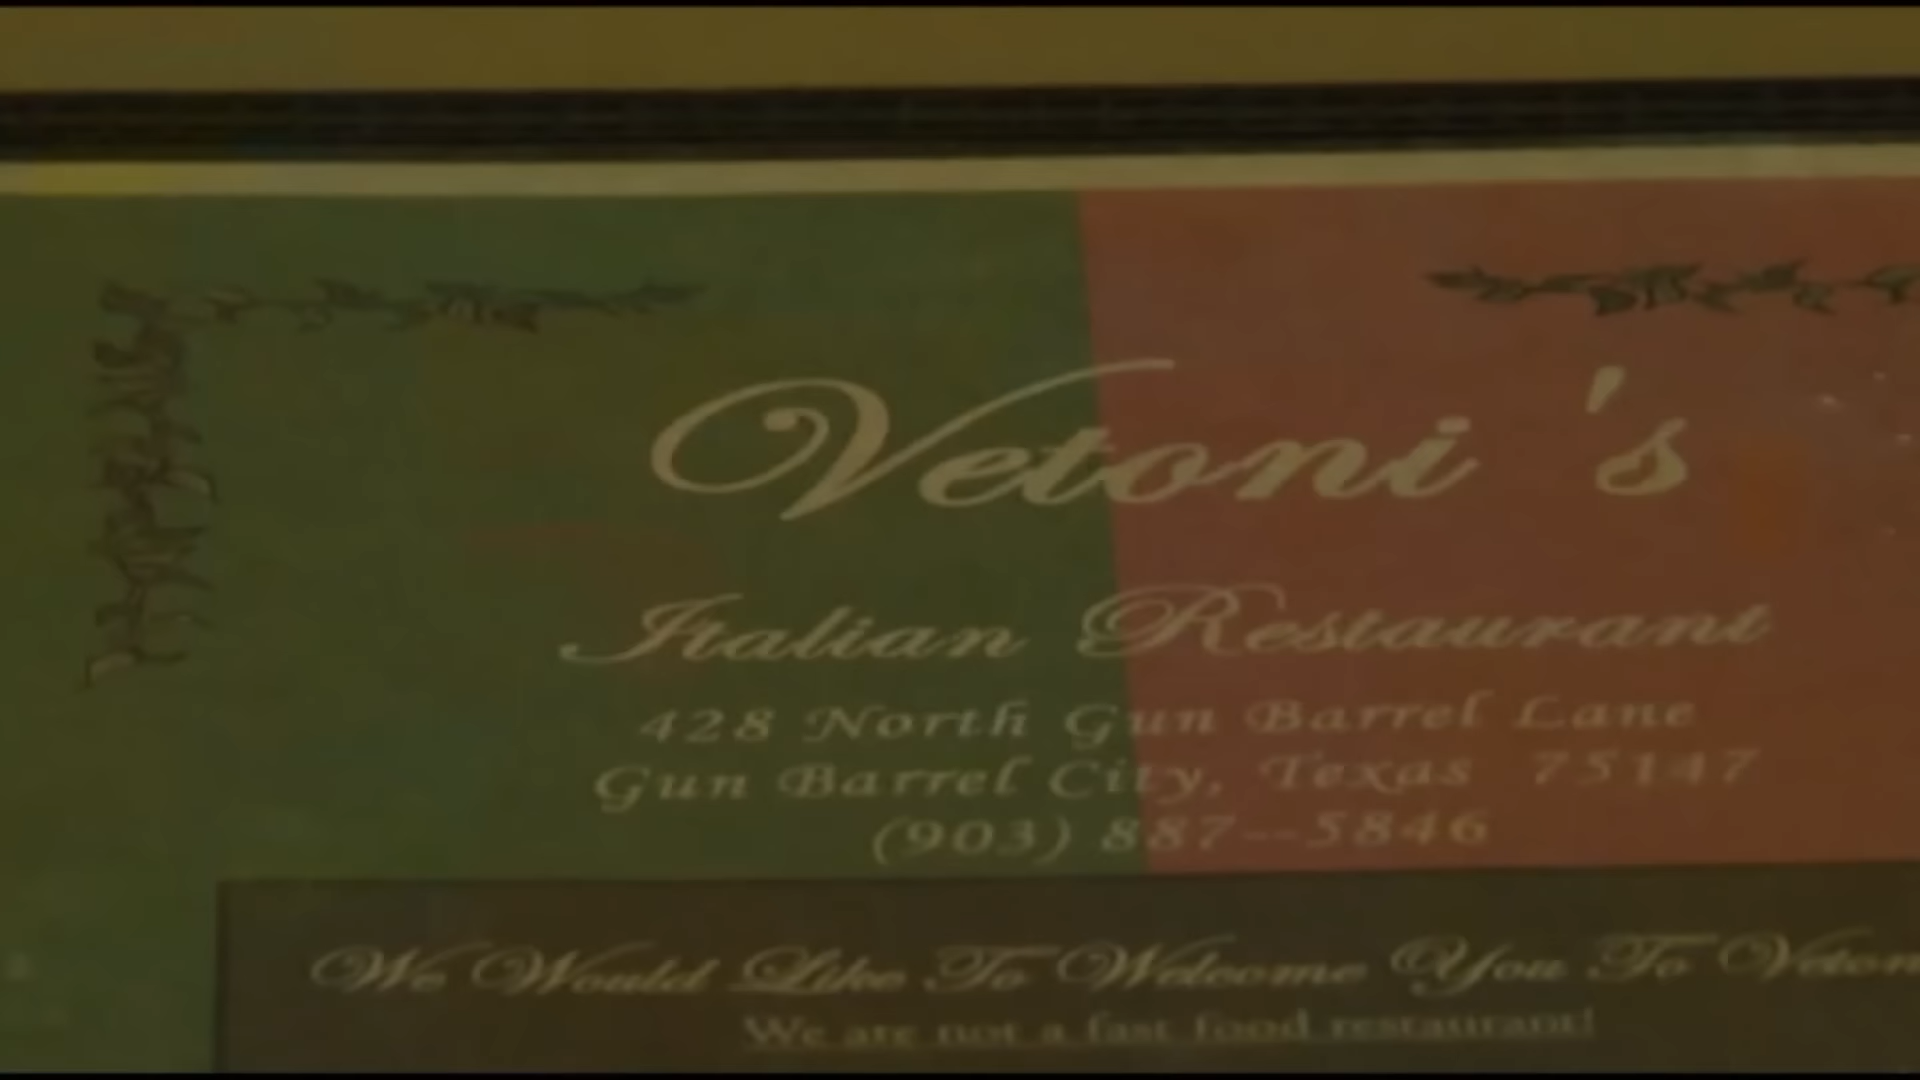 Vetoni's
Italian Restaurant
428 North Gun Barrel Lane
Gun Barrel City, Texas 75147
(903) 887--5846
We Would Like To Welcome You To Veton
We are not a fast food restaurant!